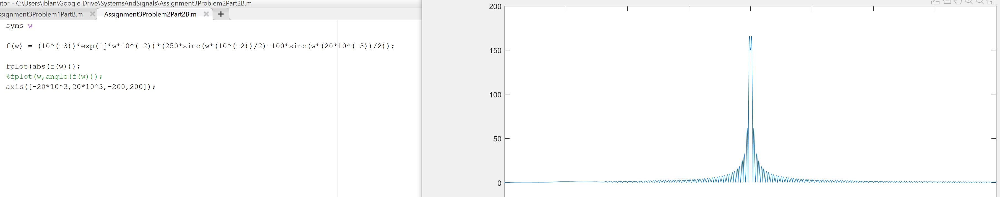 itor - C:\Users\jblan\Google Drive\SystemsAndSignals\Assignment3Problem2Part2B.m
ssignment3Problem1PartB.m Assignment3Problem2Part2B.m +
syms w
f(w) = (10^(-3))*exp(1j*w*10^(-2))*(250*sinc(w*(10^(-2))/2)-100*sinc(w*(20*10^(-3))/2));
fplot(abs(f(w)));
%fplot(w,angle(f(w)));
axis([-20*10^3,20*10^3,-200,200]);
200
150
100
50
0